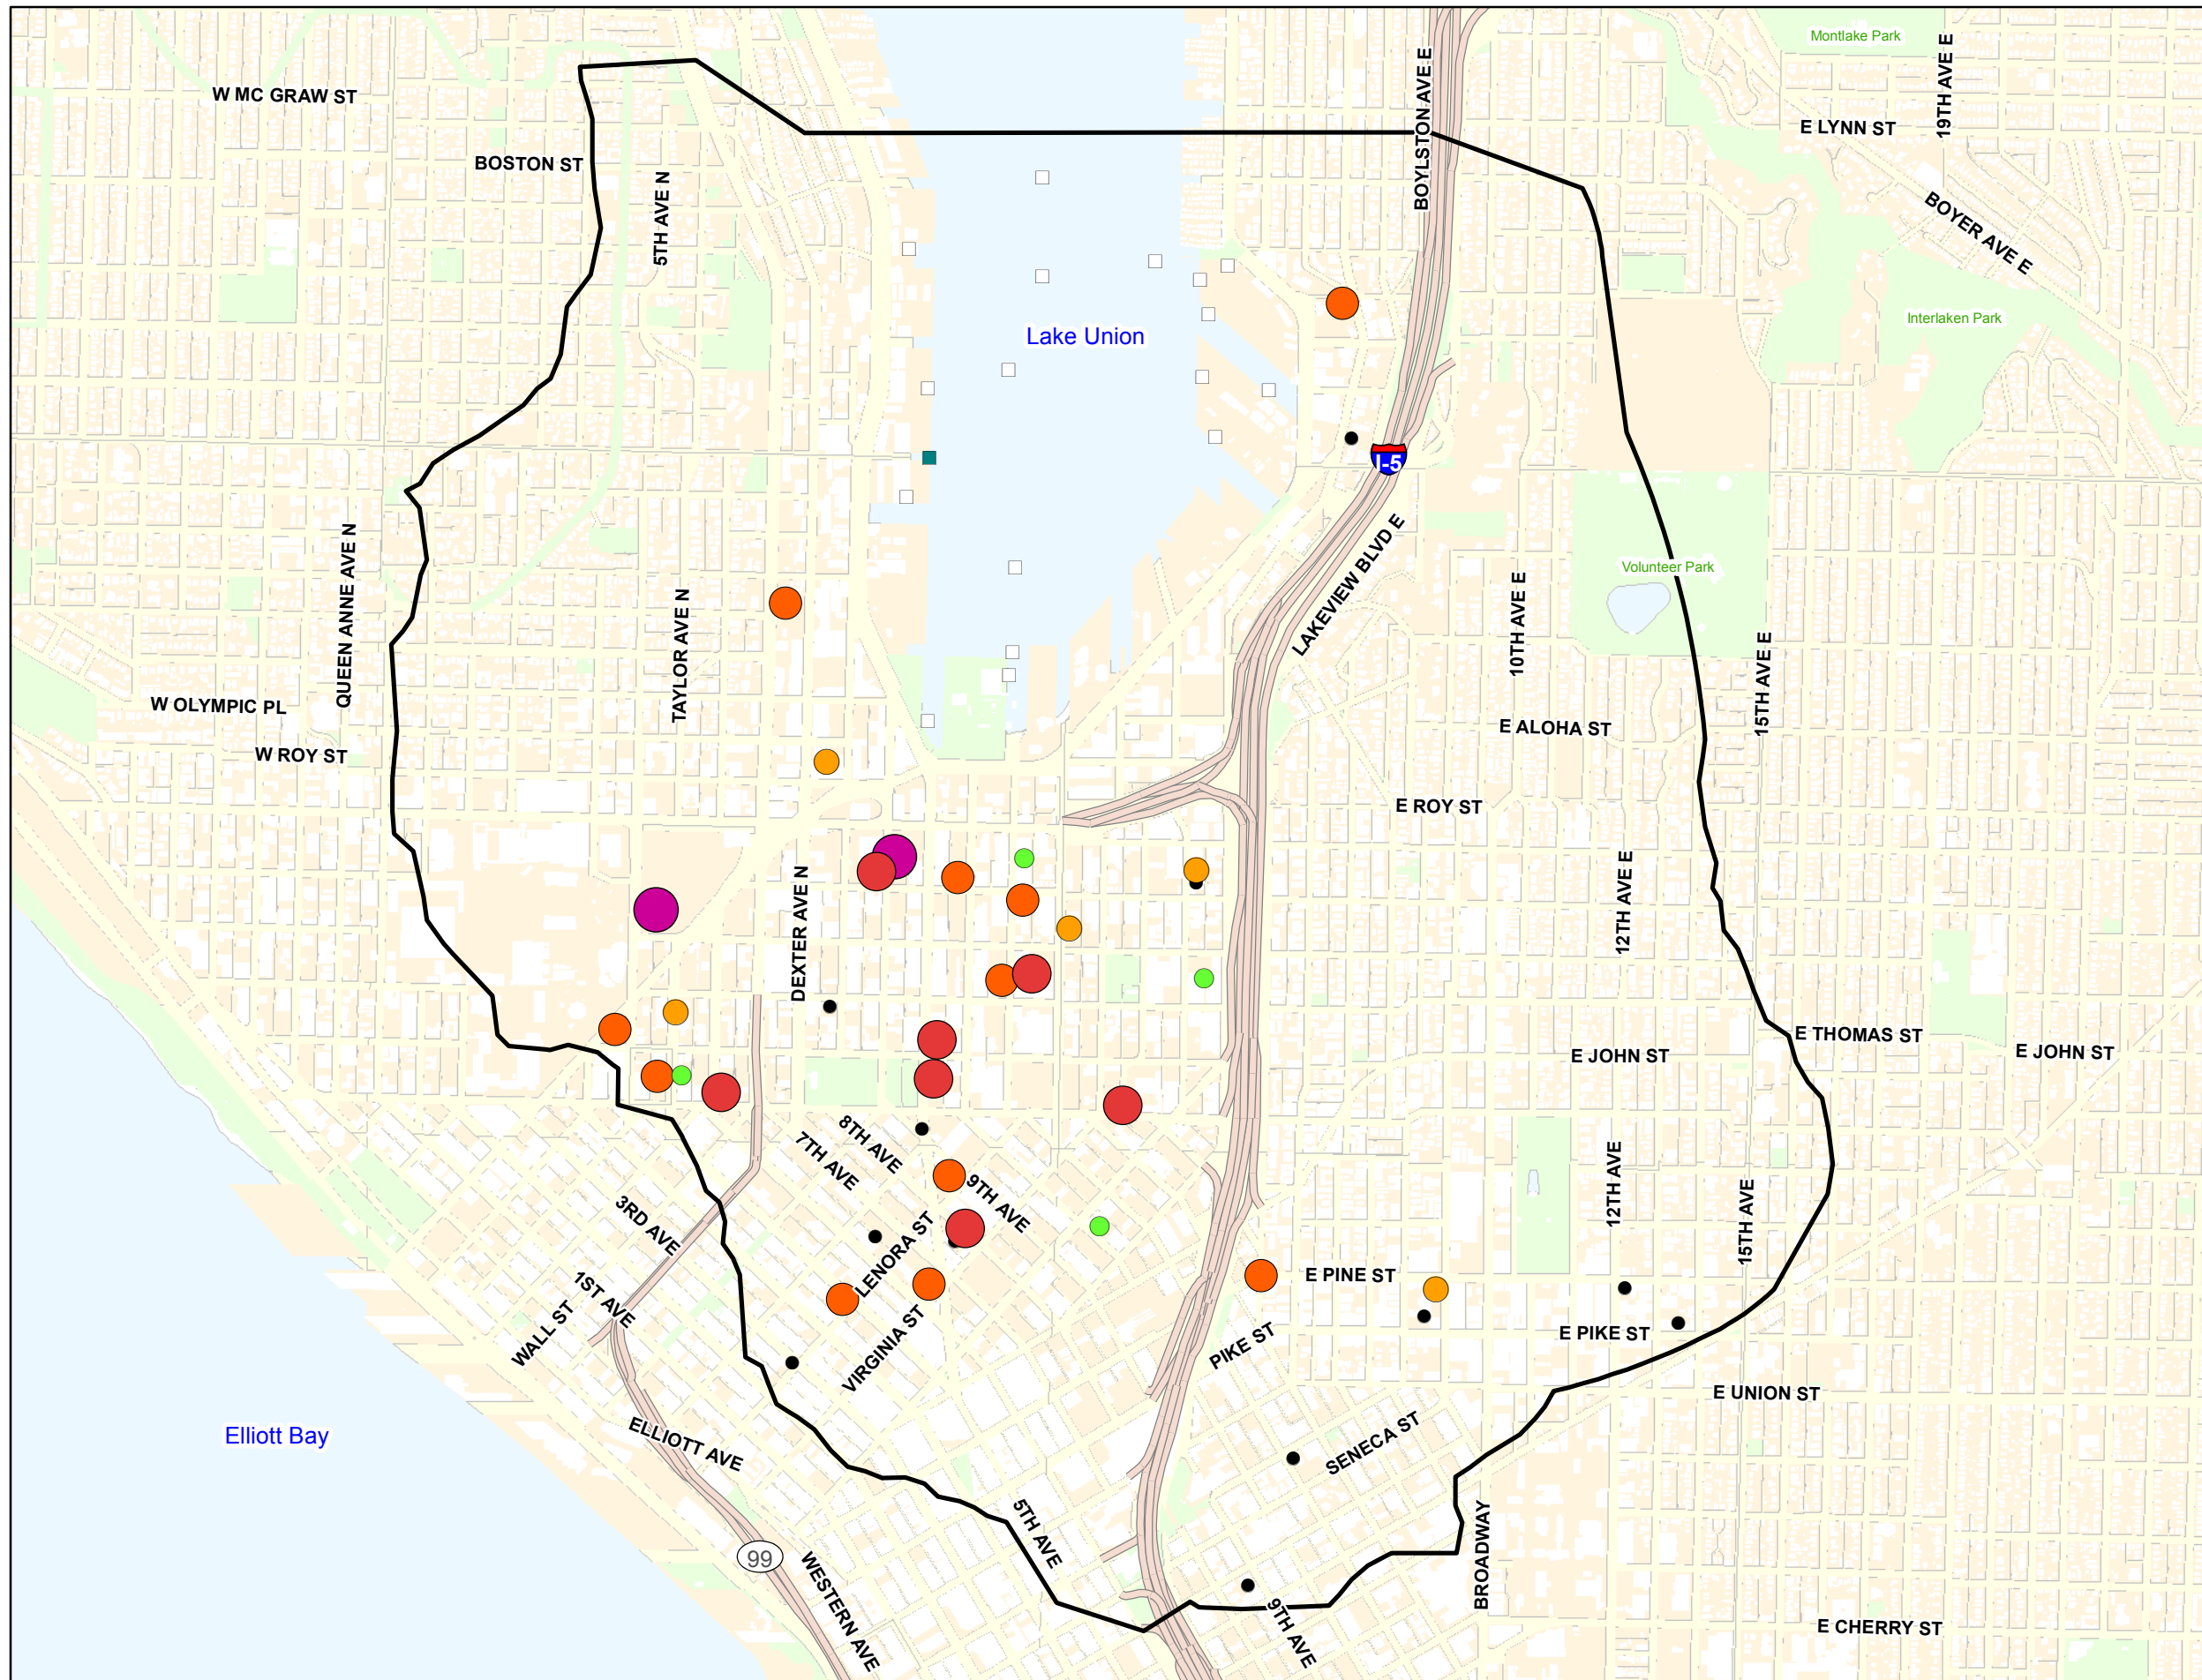 Montlake Park
19TH AVE E
W MC GRAW ST
BOYLSTON AVE E
E LYNN ST
BOSTON ST
5TH AVE N
BOYER AVE E
Lake Union
Interlaken Park
I-5
LAKEVIEW BLVD E
QUEEN ANNE AVE N
Volunteer Park
TAYLOR AVE N
10TH AVE E
15TH AVE E
W OLYMPIC PL
E ALOHA ST
W ROY ST
E ROY ST
DEXTER AVE N
12TH AVE E
E THOMAS ST
E JOHN ST
E JOHN ST
8TH AVE
7TH AVE
9TH AVE
12TH AVE
15TH AVE
3RD AVE
LENORA ST
E PINE ST
1ST AVE
WALL ST
VIRGINIA ST
PIKE ST
E PIKE ST
E UNION ST
Elliott Bay
ELLIOTT AVE
SENECA ST
5TH AVE
BROADWAY
99
WESTERN AVE
9TH AVE
E CHERRY ST